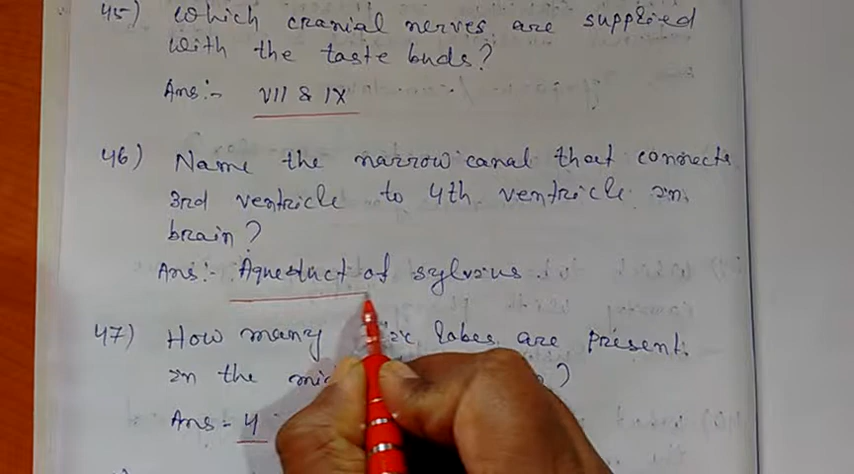 45) Which cranial nerves are supplied
with the taste buds?
Ans:- VII & IX
46) Name the narrow canal that connects
3rd ventricle to 4th ventricle in
brain?
Ans:- Aqueduct of sylvius.
47) How many lobes are present
in the
Ans = 4